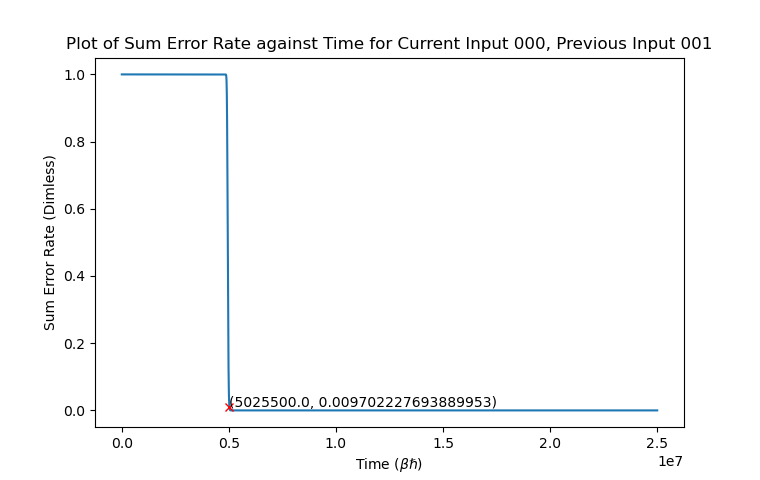 Plot of Sum Error Rate against Time for Current Input 000, Previous Input 001
1.0
0.8
0.6
0.4
0.2
0.0
Sum Error Rate (Dimless)
(5025500.0, 0.009702227693889953)
0.0 0.5 1.0 1.5 2.0 2.5
1e7
Time (βħ)